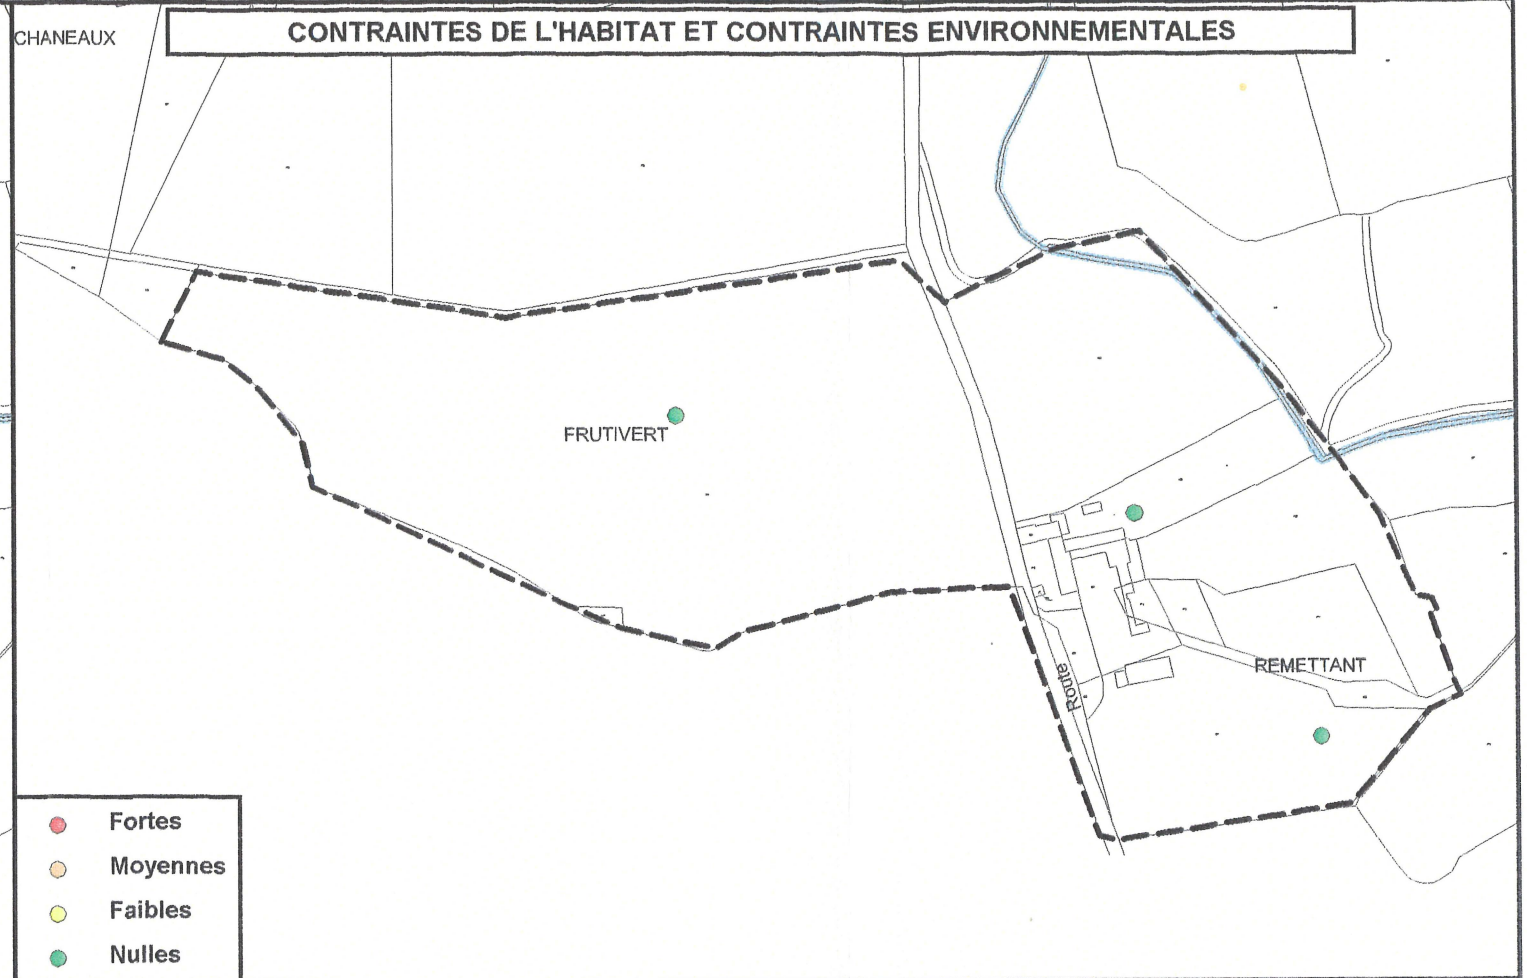 CONTRAINTES DE L'HABITAT ET CONTRAINTES ENVIRONNEMENTALES
CHANEAUX
FRUTIVERT
REMETTANT
Route
Fortes
Moyennes
Faibles
Nulles